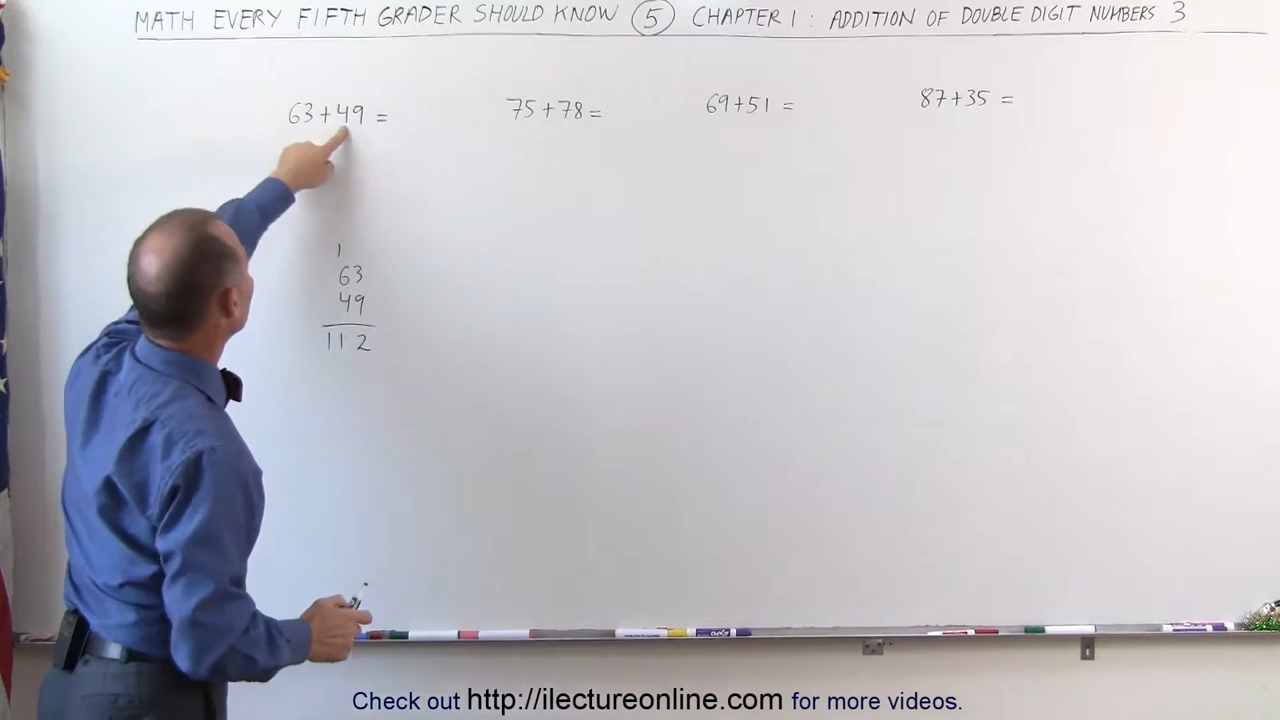 MATH EVERY FIFTH GRADER SHOULD KNOW 5 CHAPTER 1 : ADDITION OF DOUBLE DIGIT NUMBERS 3
63+49 = 75+78= 69+51 = 87+35 =
1
63
49
112
Check out http://ilectureonline.com for more videos.